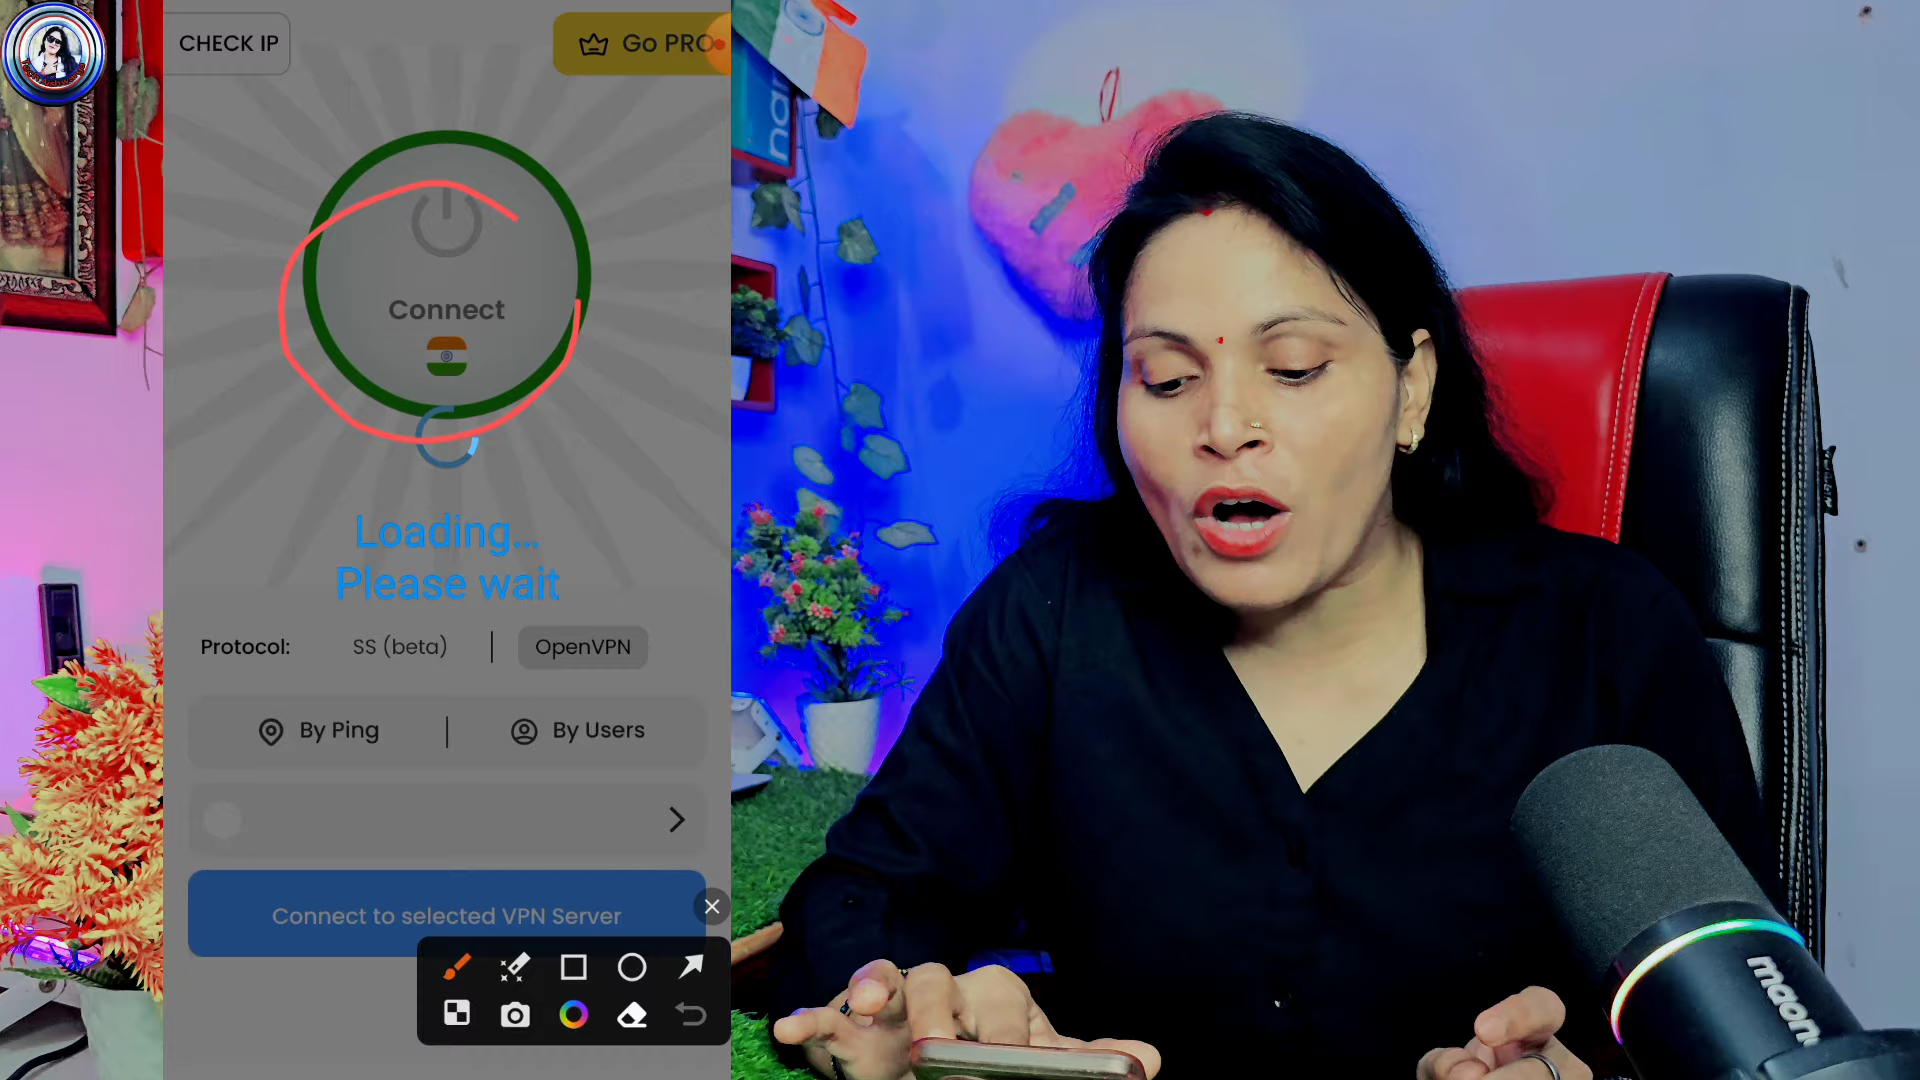 CHECK IP
Go PRO
Connect
Loading...
Please wait
Protocol:
SS (beta)
OpenVPN
By Ping
By Users
Connect to selected VPN Server
maono